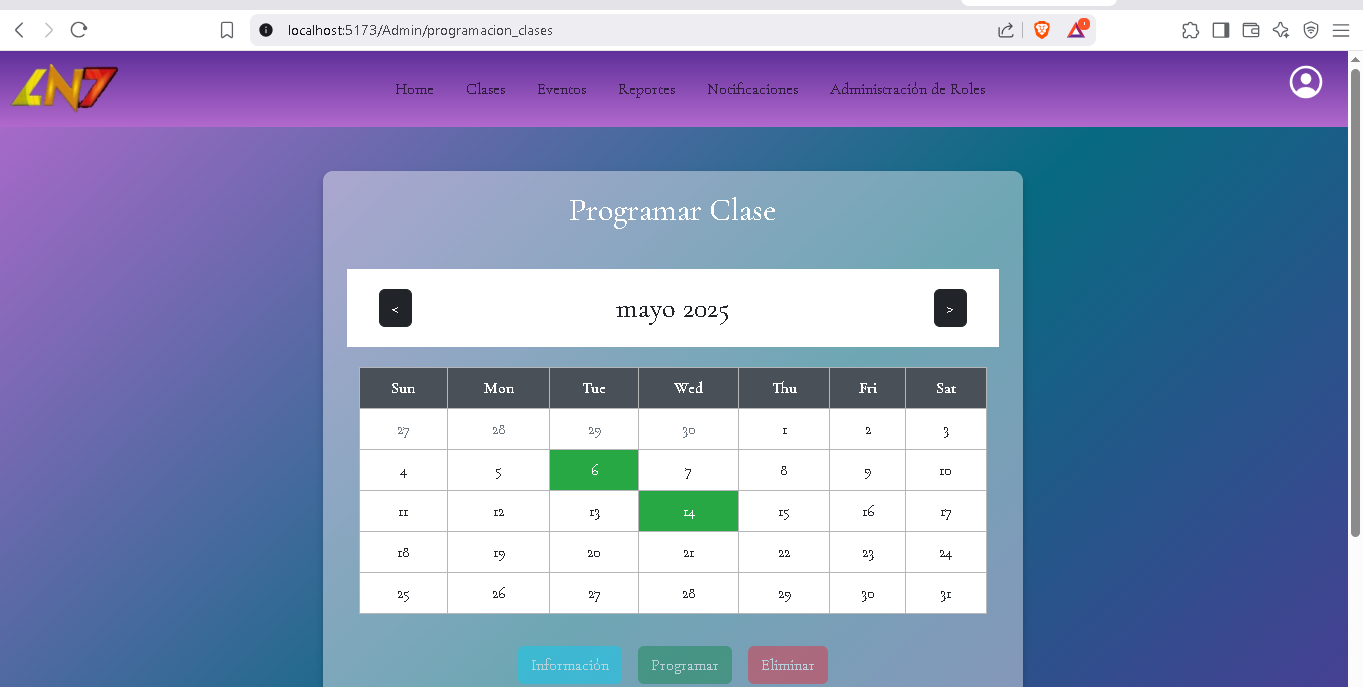 localhost:5173/Admin/programacion_clases
LN7
Home Clases Eventos Reportes Notificaciones Administración de Roles
Programar Clase
< mayo 2025 >
Sun Mon Tue Wed Thu Fri Sat
27 28 29 30 1 2 3
4 5 6 7 8 9 10
11 12 13 14 15 16 17
18 19 20 21 22 23 24
25 26 27 28 29 30 31
Información Programar Eliminar